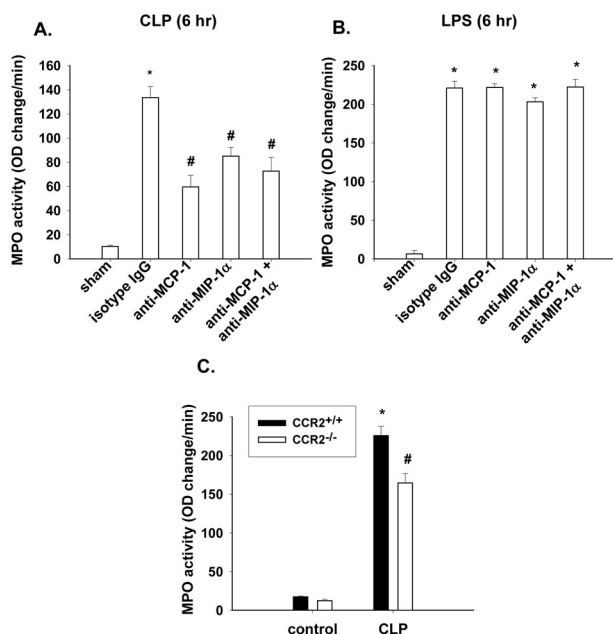 A.
CLP (6 hr)
MPO activity (OD change/min)
160
140
120
100
80
60
40
20
0
*
#
#
#
sham
isotype IgG
anti-MCP-1
anti-MIP-1α
anti-MCP-1 +
anti-MIP-1α
B.
LPS (6 hr)
MPO activity (OD change/min)
250
200
150
100
50
0
*
*
*
*
sham
isotype IgG
anti-MCP-1
anti-MIP-1α
anti-MCP-1 +
anti-MIP-1α
C.
MPO activity (OD change/min)
250
200
150
100
50
0
CCR2+/+
CCR2-/-
*
#
control
CLP